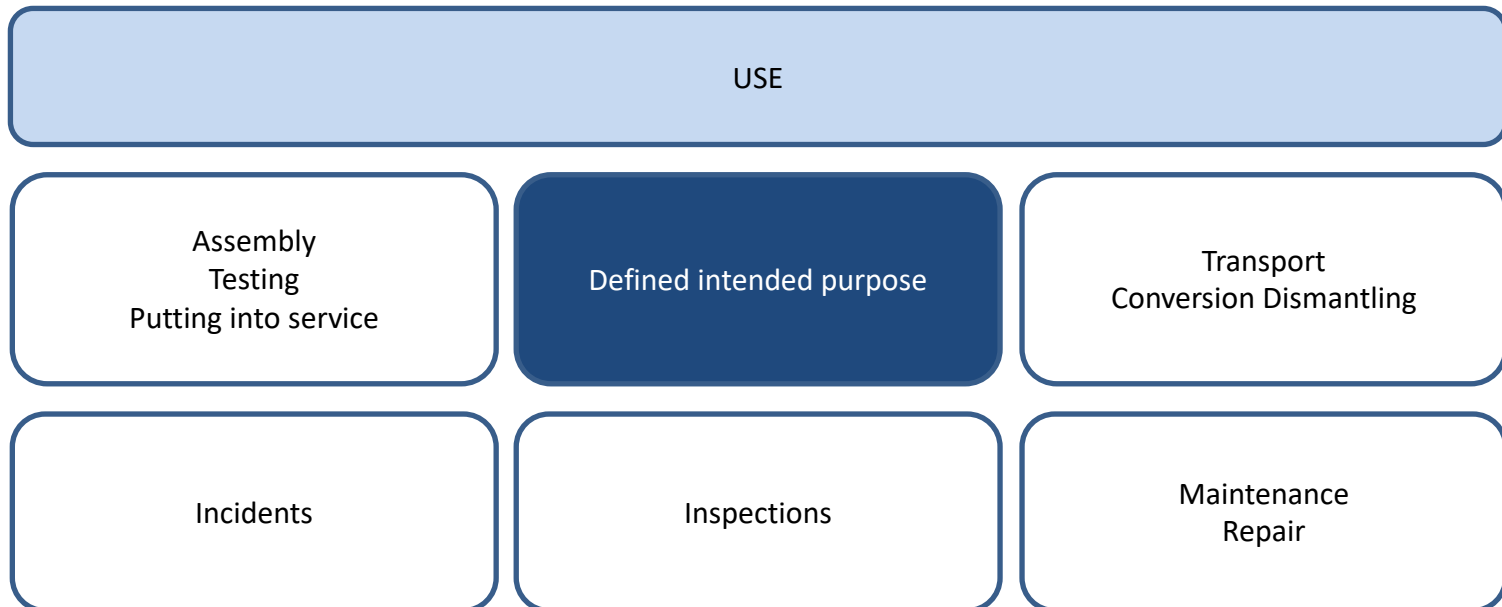 USE
Assembly
Testing
Putting into service
Defined intended purpose
Transport
Conversion Dismantling
Incidents
Inspections
Maintenance
Repair